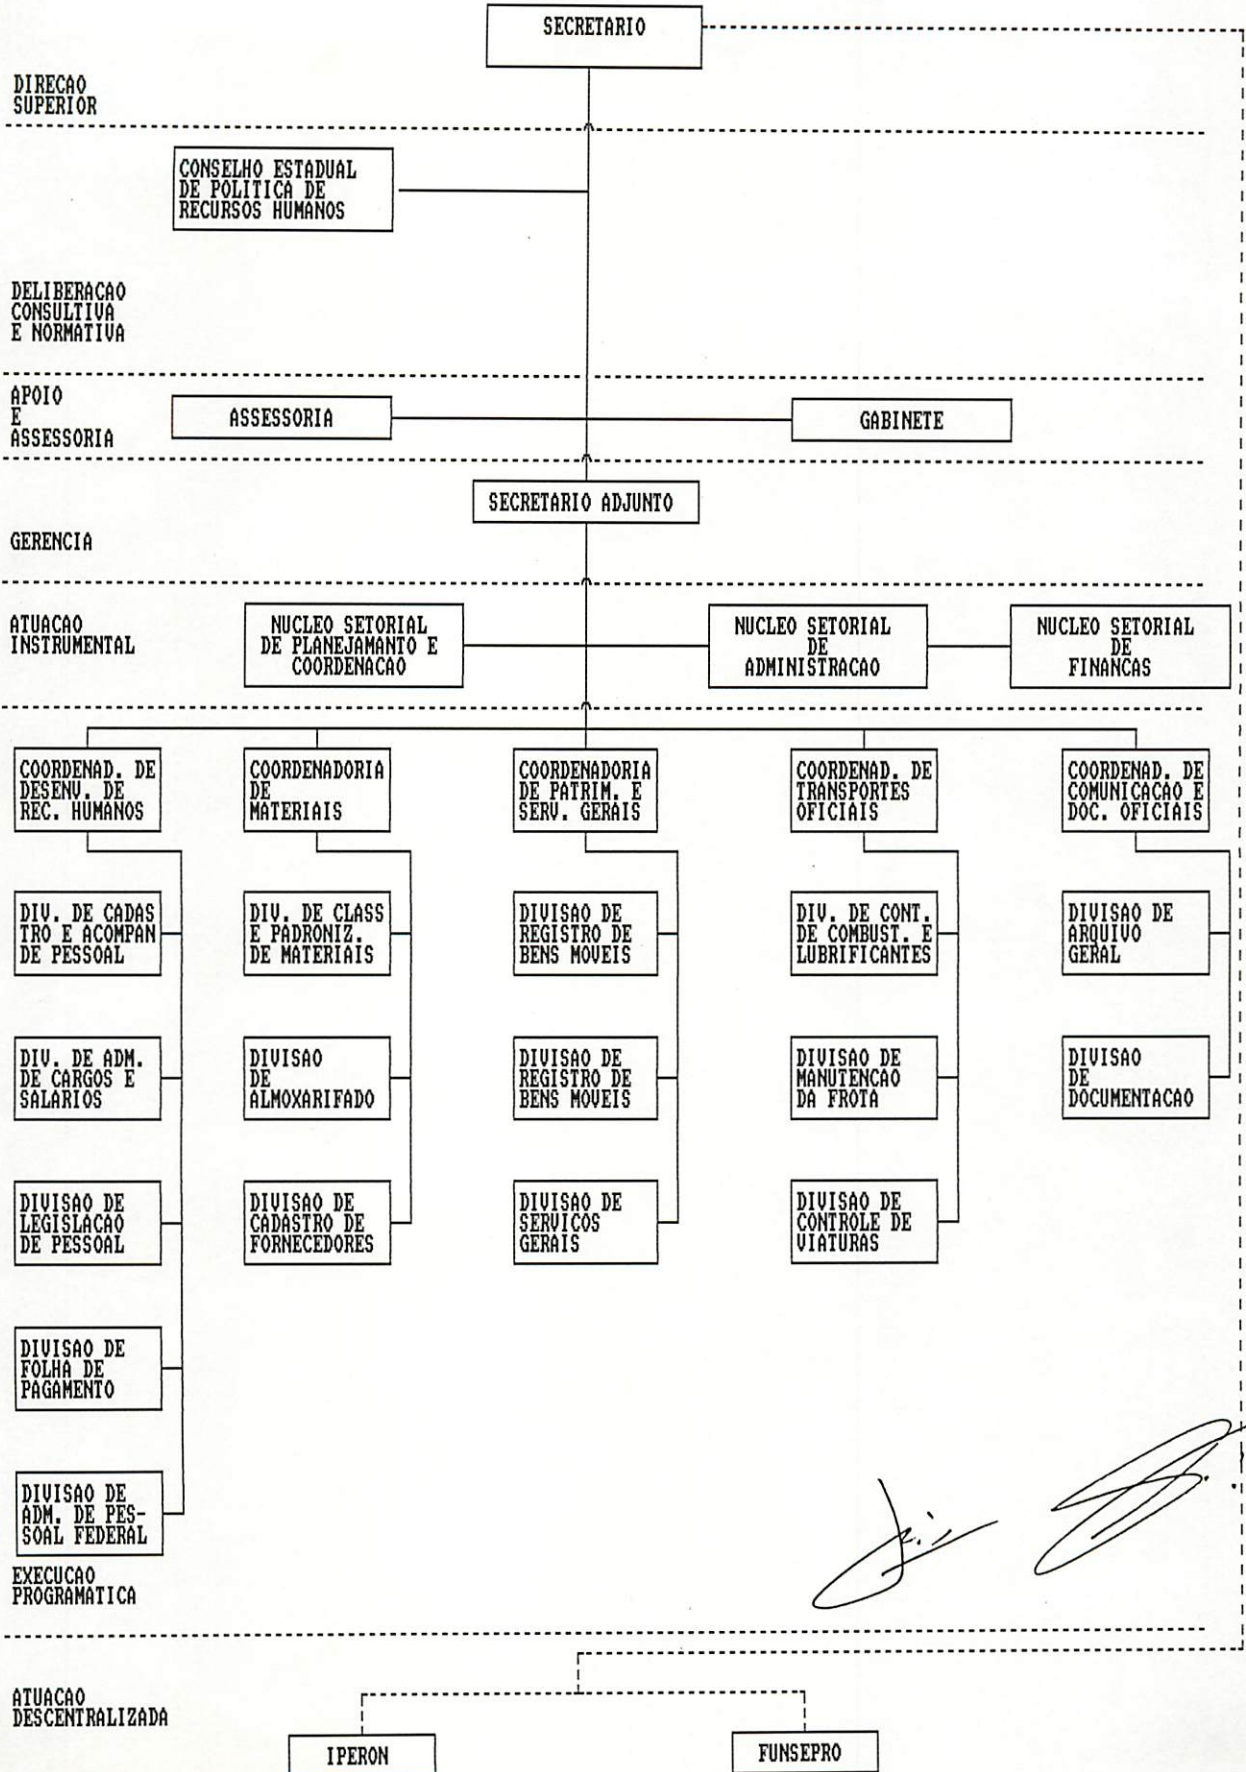 SECRETARIO
DIRECAO
SUPERIOR
CONSELHO ESTADUAL
DE POLITICA DE
RECURSOS HUMANOS
DELIBERACAO
CONSULTIVA
E NORMATIVA
APOIO
E
ASSESSORIA
ASSESSORIA
GABINETE
SECRETARIO ADJUNTO
GERENCIA
ATUACAO
INSTRUMENTAL
NUCLEO SETORIAL
DE PLANEJAMANTO E
COORDENACAO
NUCLEO SETORIAL
DE
ADMINISTRACAO
NUCLEO SETORIAL
DE
FINANCAS
COORDENAD. DE
DESENV. DE
REC. HUMANOS
COORDENADORIA
DE
MATERIAIS
COORDENADORIA
DE PATRIM. E
SERV. GERAIS
COORDENAD. DE
TRANSPORTES
OFICIAIS
COORDENAD. DE
COMUNICACAO E
DOC. OFICIAIS
DIV. DE CADAS
TRO E ACOMPAN
DE PESSOAL
DIV. DE CLASS
E PADRONIZ.
DE MATERIAIS
DIVISAO DE
REGISTRO DE
BENS MOVEIS
DIV. DE CONT.
DE COMBUST. E
LUBRIFICANTES
DIVISAO DE
ARQUIVO
GERAL
DIV. DE ADM.
DE CARGOS E
SALARIOS
DIVISAO
DE
ALMOXARIFADO
DIVISAO DE
REGISTRO DE
BENS MOVEIS
DIVISAO DE
MANUTENCAO
DA FROTA
DIVISAO
DE
DOCUMENTACAO
DIVISAO DE
LEGISLACAO
DE PESSOAL
DIVISAO DE
CADASTRO DE
FORNECEDORES
DIVISAO DE
SERVICOS
GERAIS
DIVISAO DE
CONTROLE DE
VIATURAS
DIVISAO DE
FOLHA DE
PAGAMENTO
DIVISAO DE
ADM. DE PES-
SOAL FEDERAL
EXECUCAO
PROGRAMATICA
ATUACAO
DESCENTRALIZADA
IPERON
FUNSEPRO